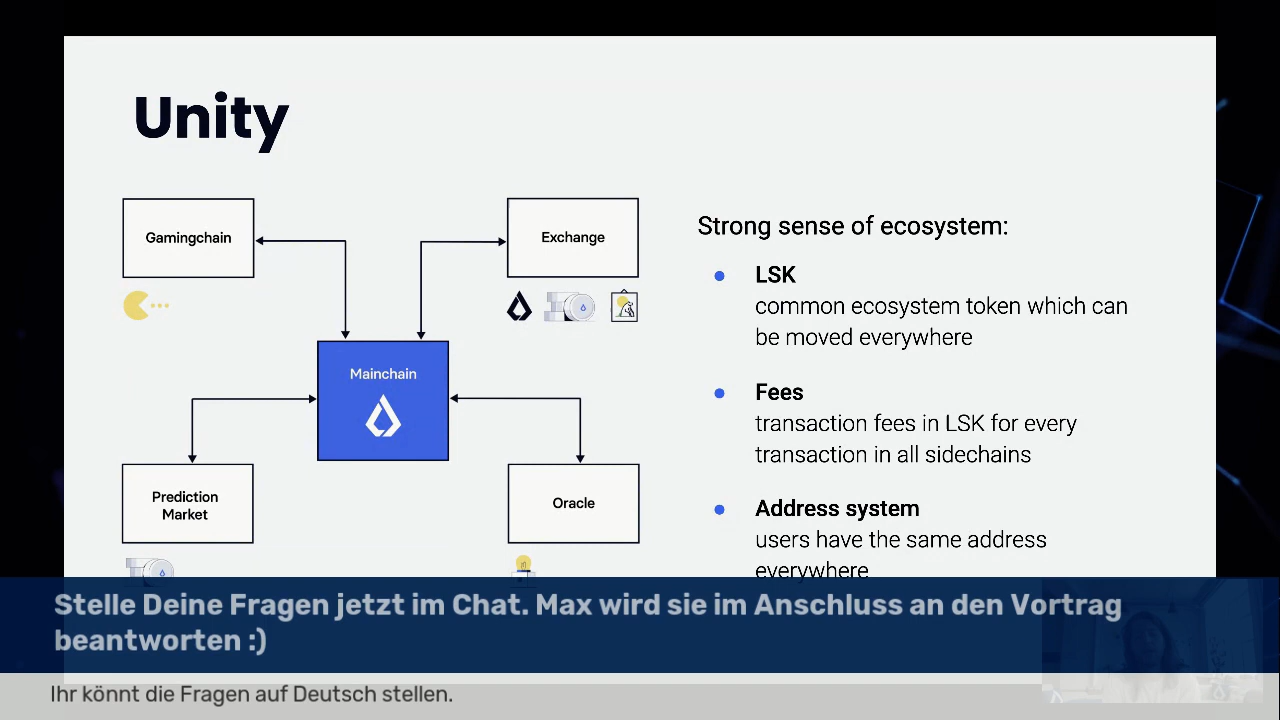 Unity
Gamingchain
Exchange
Mainchain
Prediction
Market
Oracle
Strong sense of ecosystem:
LSK
common ecosystem token which can
be moved everywhere
Fees
transaction fees in LSK for every
transaction in all sidechains
Address system
users have the same address
everywhere
Stelle Deine Fragen jetzt im Chat. Max wird sie im Anschluss an den Vortrag
beantworten :)
Ihr könnt die Fragen auf Deutsch stellen.